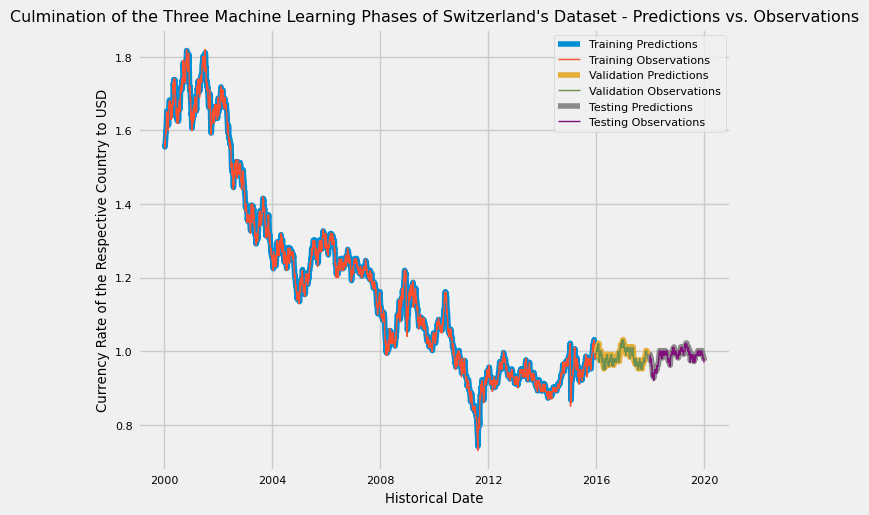 Culmination of the Three Machine Learning Phases of Switzerland's Dataset - Predictions vs. Observations
Training Predictions
Training Observations
Validation Predictions
Validation Observations
Testing Predictions
Testing Observations
Currency Rate of the Respective Country to USD
1.8
1.6
1.4
1.2
1.0
0.8
2000
2004
2008
2012
2016
2020
Historical Date